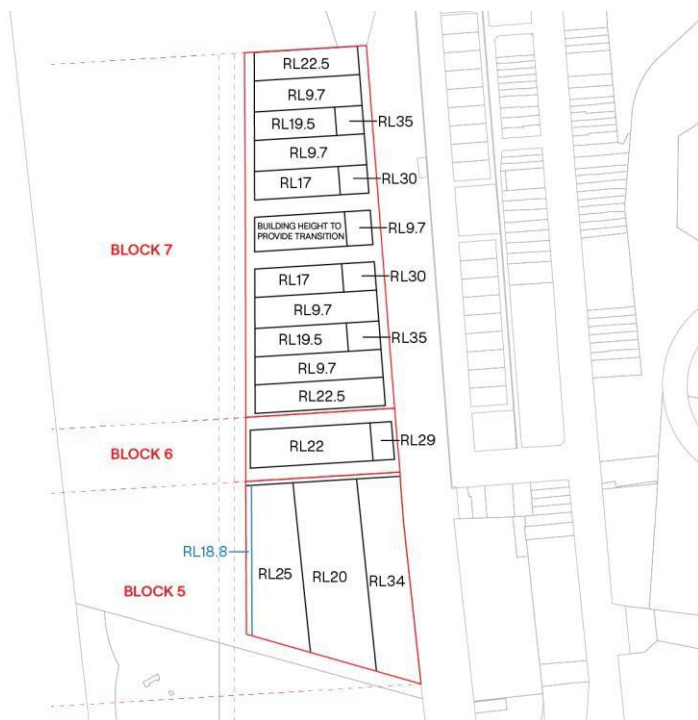 RL22.5
RL9.7
RL19.5
RL35
RL9.7
RL17
RL30
BUILDING HEIGHT TO
PROVIDE TRANSITION
RL9.7
BLOCK 7
RL17
RL30
RL9.7
RL19.5
RL35
RL9.7
RL22.5
BLOCK 6
RL22
RL29
RL18.8
RL25
RL20
RL34
BLOCK 5